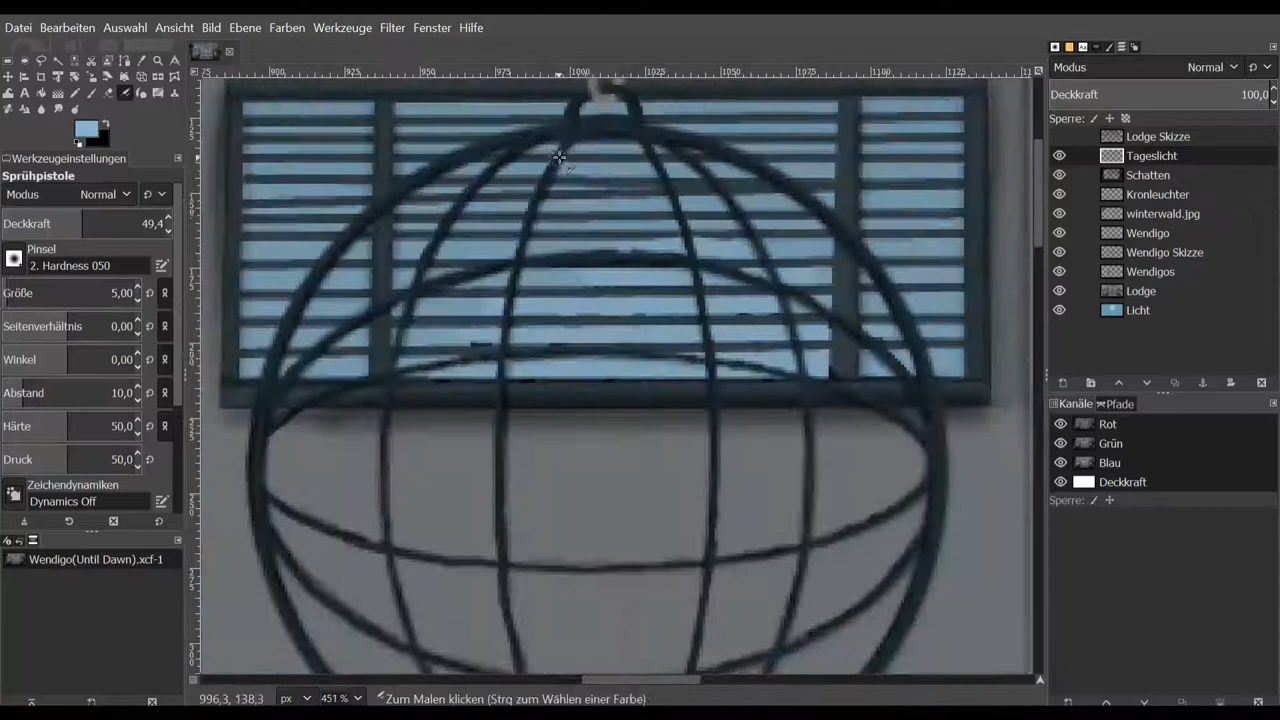 Datei Bearbeiten Auswahl Ansicht Bild Ebene Farben Werkzeuge Filter Fenster Hilfe
75 900 925 950 975 1000 1025 1050 1075 1100 1125 11
Werkzeugeinstellungen
Sprühpistole
Modus Normal
Deckkraft 49,4
Pinsel
2. Hardness 050
Größe 5,00
Seitenverhältnis 0,00
Winkel 0,00
Abstand 10,0
Härte 50,0
Druck 50,0
Zeichendynamiken
Dynamics Off
Wendigo(Until Dawn).xcf-1
996,3, 138,3 px 451 % Zum Malen klicken (Strg zum Wählen einer Farbe)
Modus Normal
Deckkraft 100,0
Sperre:
Lodge Skizze
Tageslicht
Schatten
Kronleuchter
winterwald.jpg
Wendigo
Wendigo Skizze
Wendigos
Lodge
Licht
Kanäle Pfade
Rot
Grün
Blau
Deckkraft
Sperre: